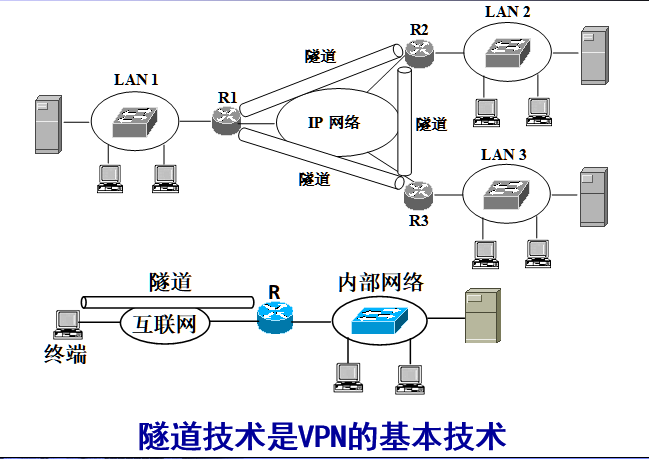 LAN 2
R2
隧道
LAN 1
R1
IP 网络
隧道
LAN 3
隧道
R3
隧道
R
内部网络
互联网
终端
隧道技术是VPN的基本技术